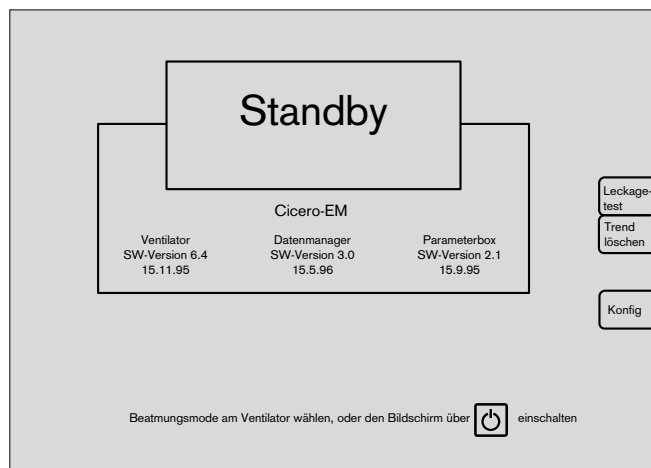 Standby
Cicero-EM
Ventilator Datenmanager Parameterbox
SW-Version 6.4 SW-Version 3.0 SW-Version 2.1
15.11.95 15.5.96 15.9.95
Leckage-
test
Trend
löschen
Konfig
Beatmungsmode am Ventilator wählen, oder den Bildschirm über einschalten